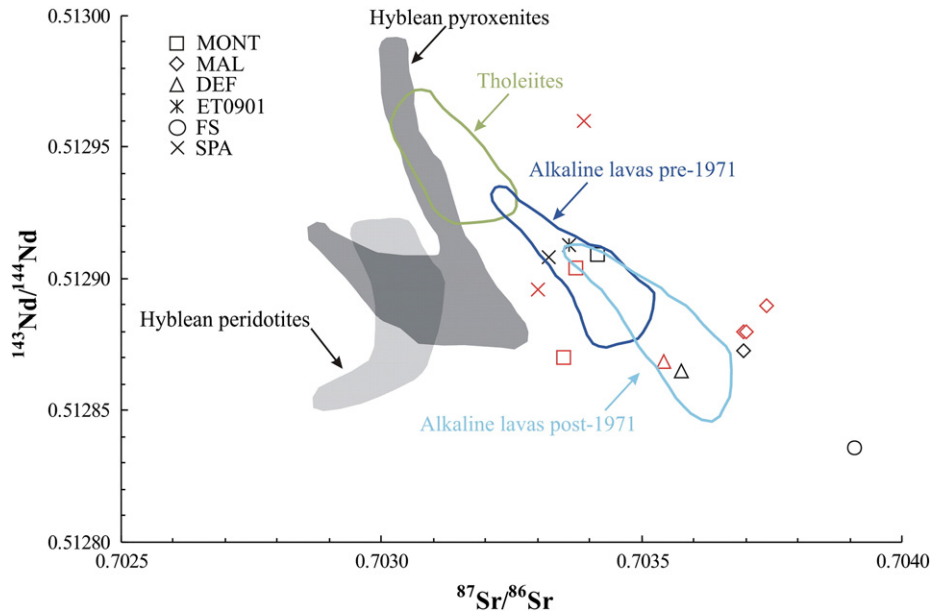 Hyblean pyroxenites
MONT
MAL
DEF
ET0901
FS
SPA
Tholeiites
Alkaline lavas pre-1971
Hyblean peridotites
Alkaline lavas post-1971
0.51300
0.51295
0.51290
0.51285
0.51280
¹⁴³Nd/¹⁴⁴Nd
0.7025
0.7030
0.7035
0.7040
⁸⁷Sr/⁸⁶Sr